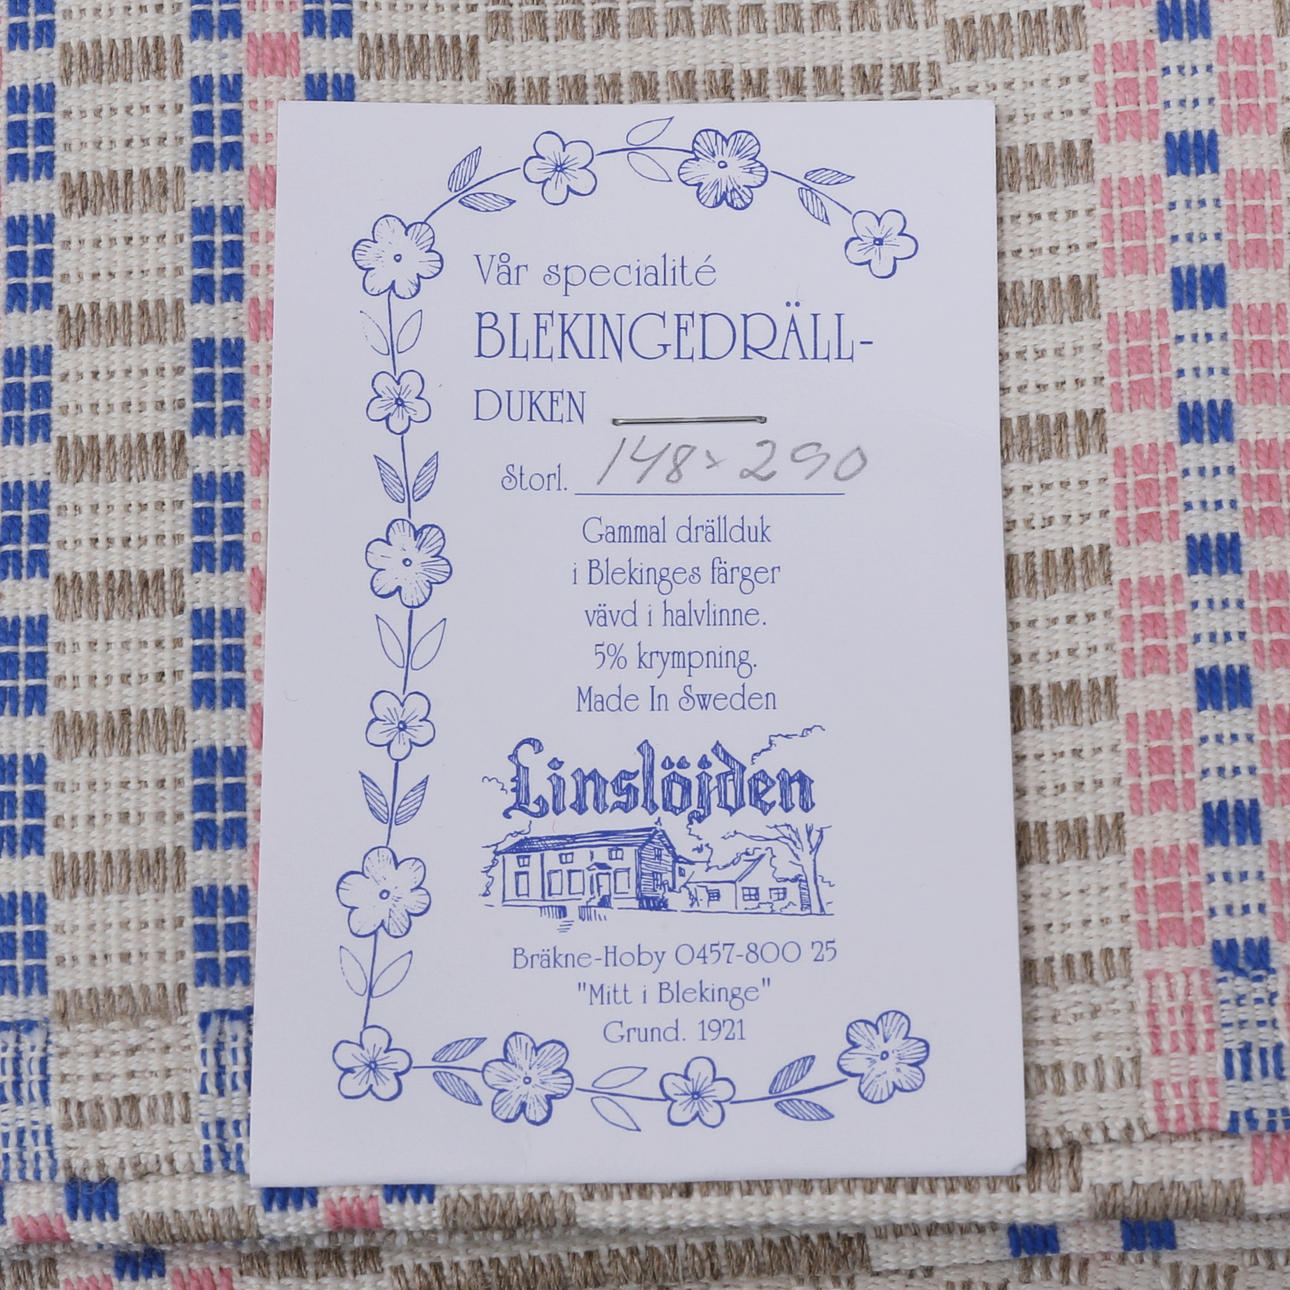 Vår specialité
BLEKINGEDRÄLL-
DUKEN
Storl. 148x290
Gammal drällduk
i Blekinges färger
vävd i halvlinne.
5% krympning.
Made In Sweden
Linslöjden
Bräkne-Hoby 0457-800 25
"Mitt i Blekinge"
Grund. 1921